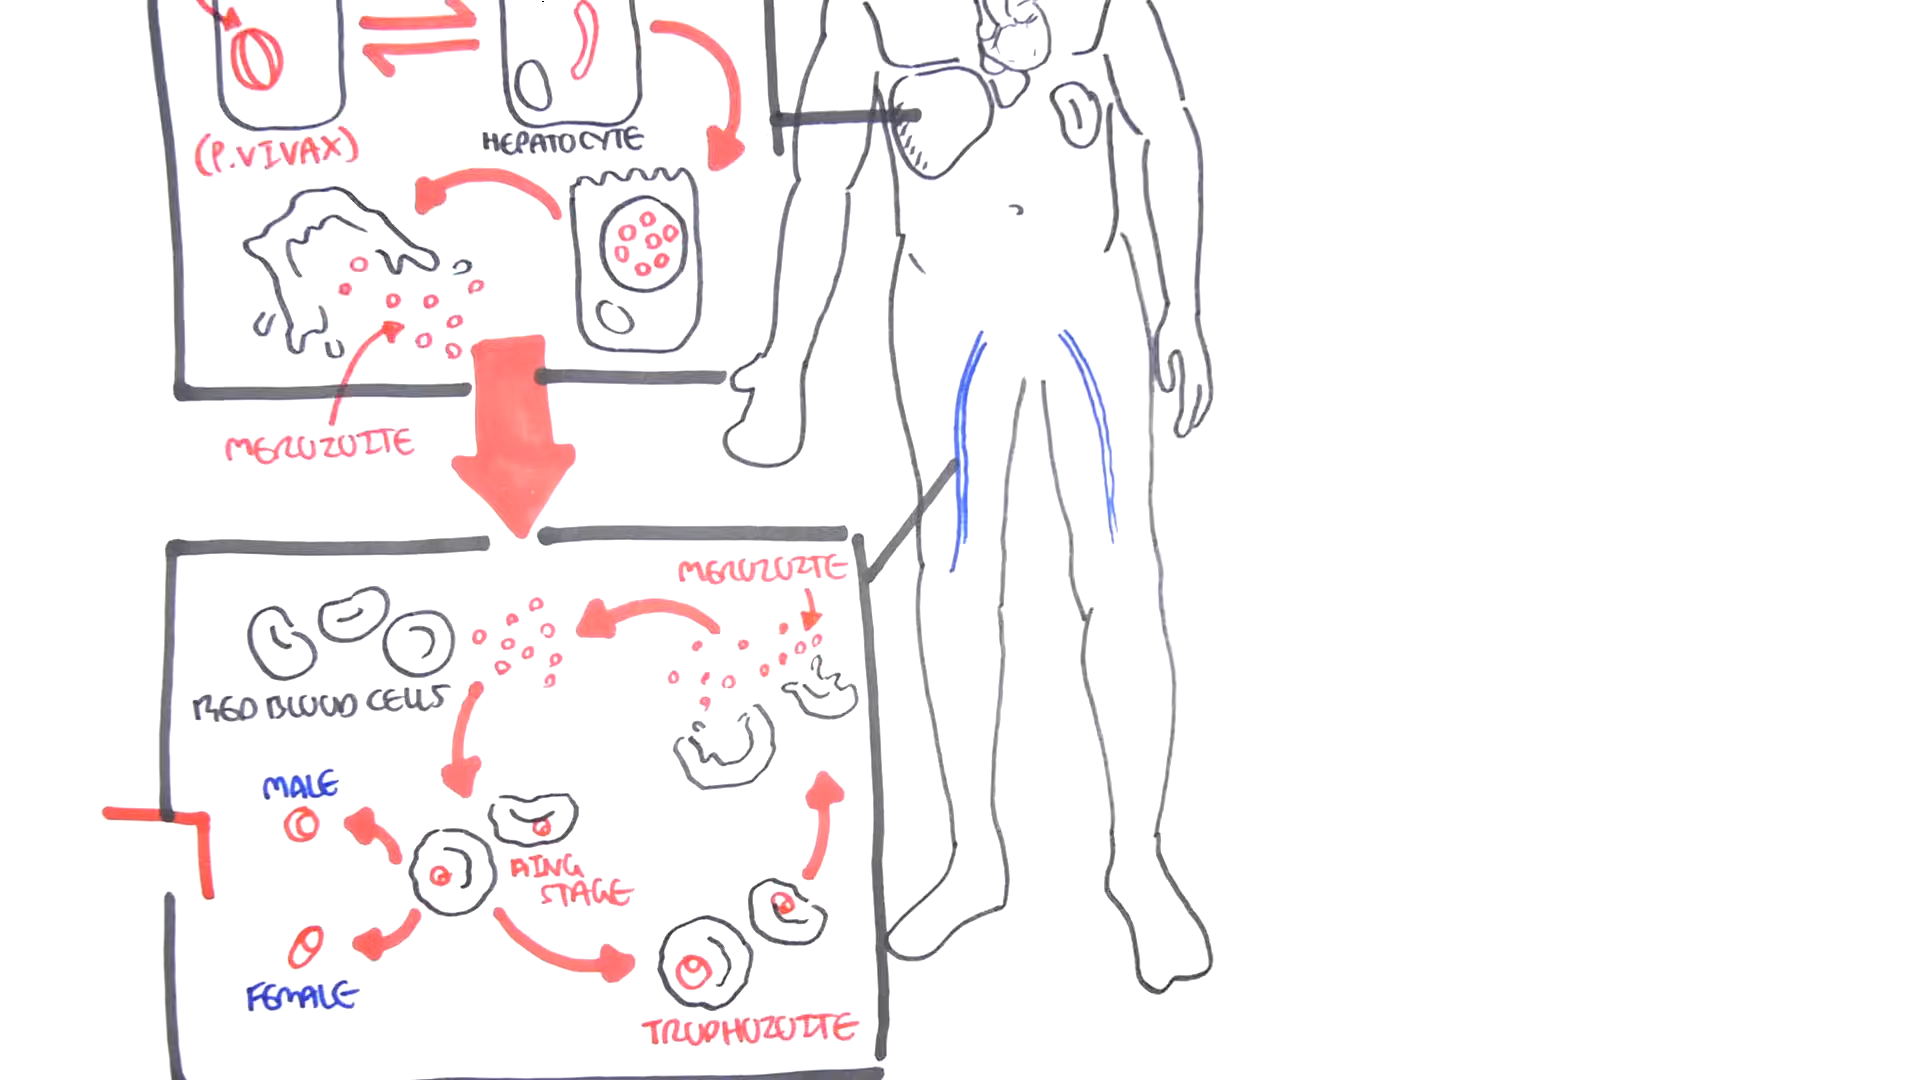 (P.VIVAX)
HEPATOCYTE
MEROZOITE
MEROZOITE
RED BLOOD CELLS
MALE
RING
STAGE
FEMALE
TROPHOZOITE